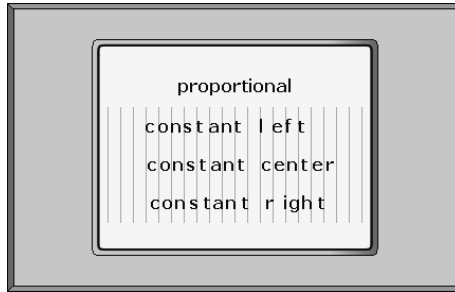 proportional
constant left
constant center
constant right